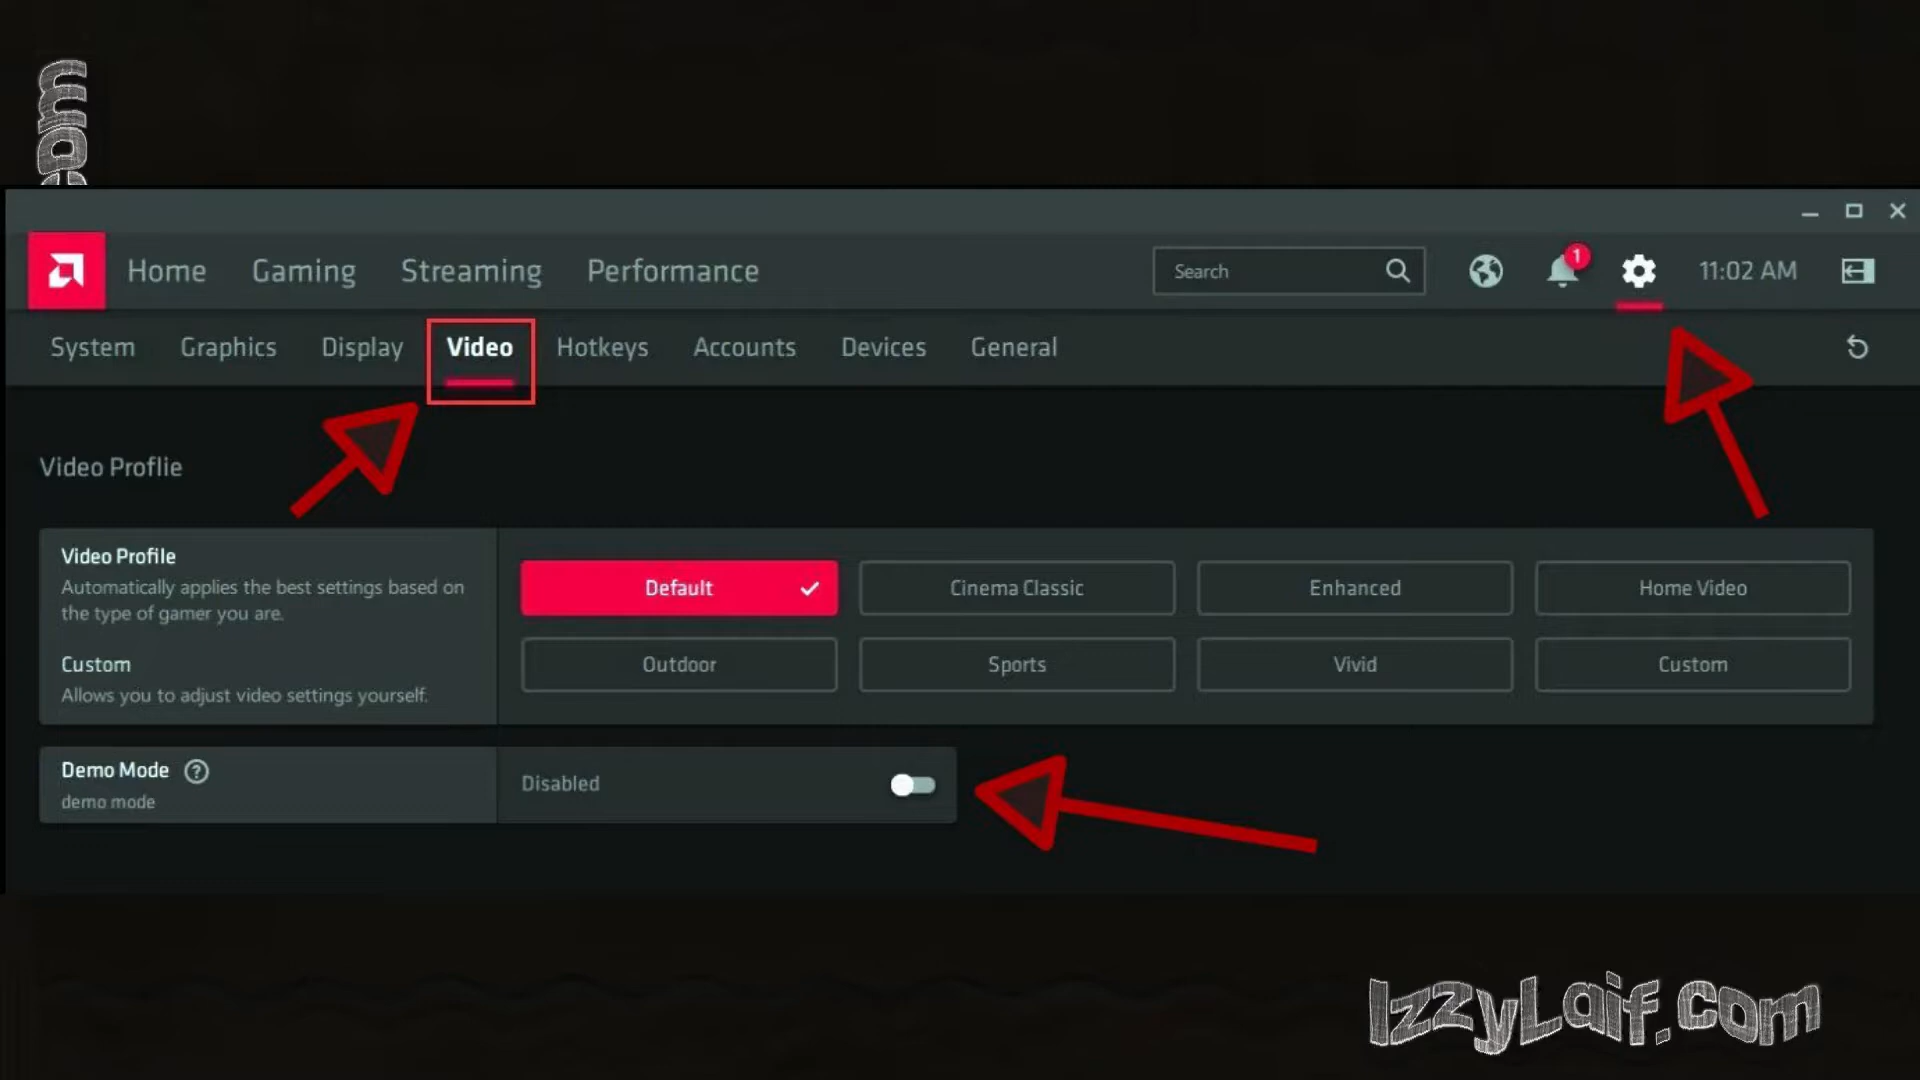 com
Home Gaming Streaming Performance Search 1 11:02 AM
System Graphics Display Video Hotkeys Accounts Devices General
Video Proflie
Video Profile
Automatically applies the best settings based on
the type of gamer you are.
Custom
Allows you to adjust video settings yourself.
Default Cinema Classic Enhanced Home Video
Outdoor Sports Vivid Custom
Demo Mode ?
demo mode
Disabled
IzzyLaif.com